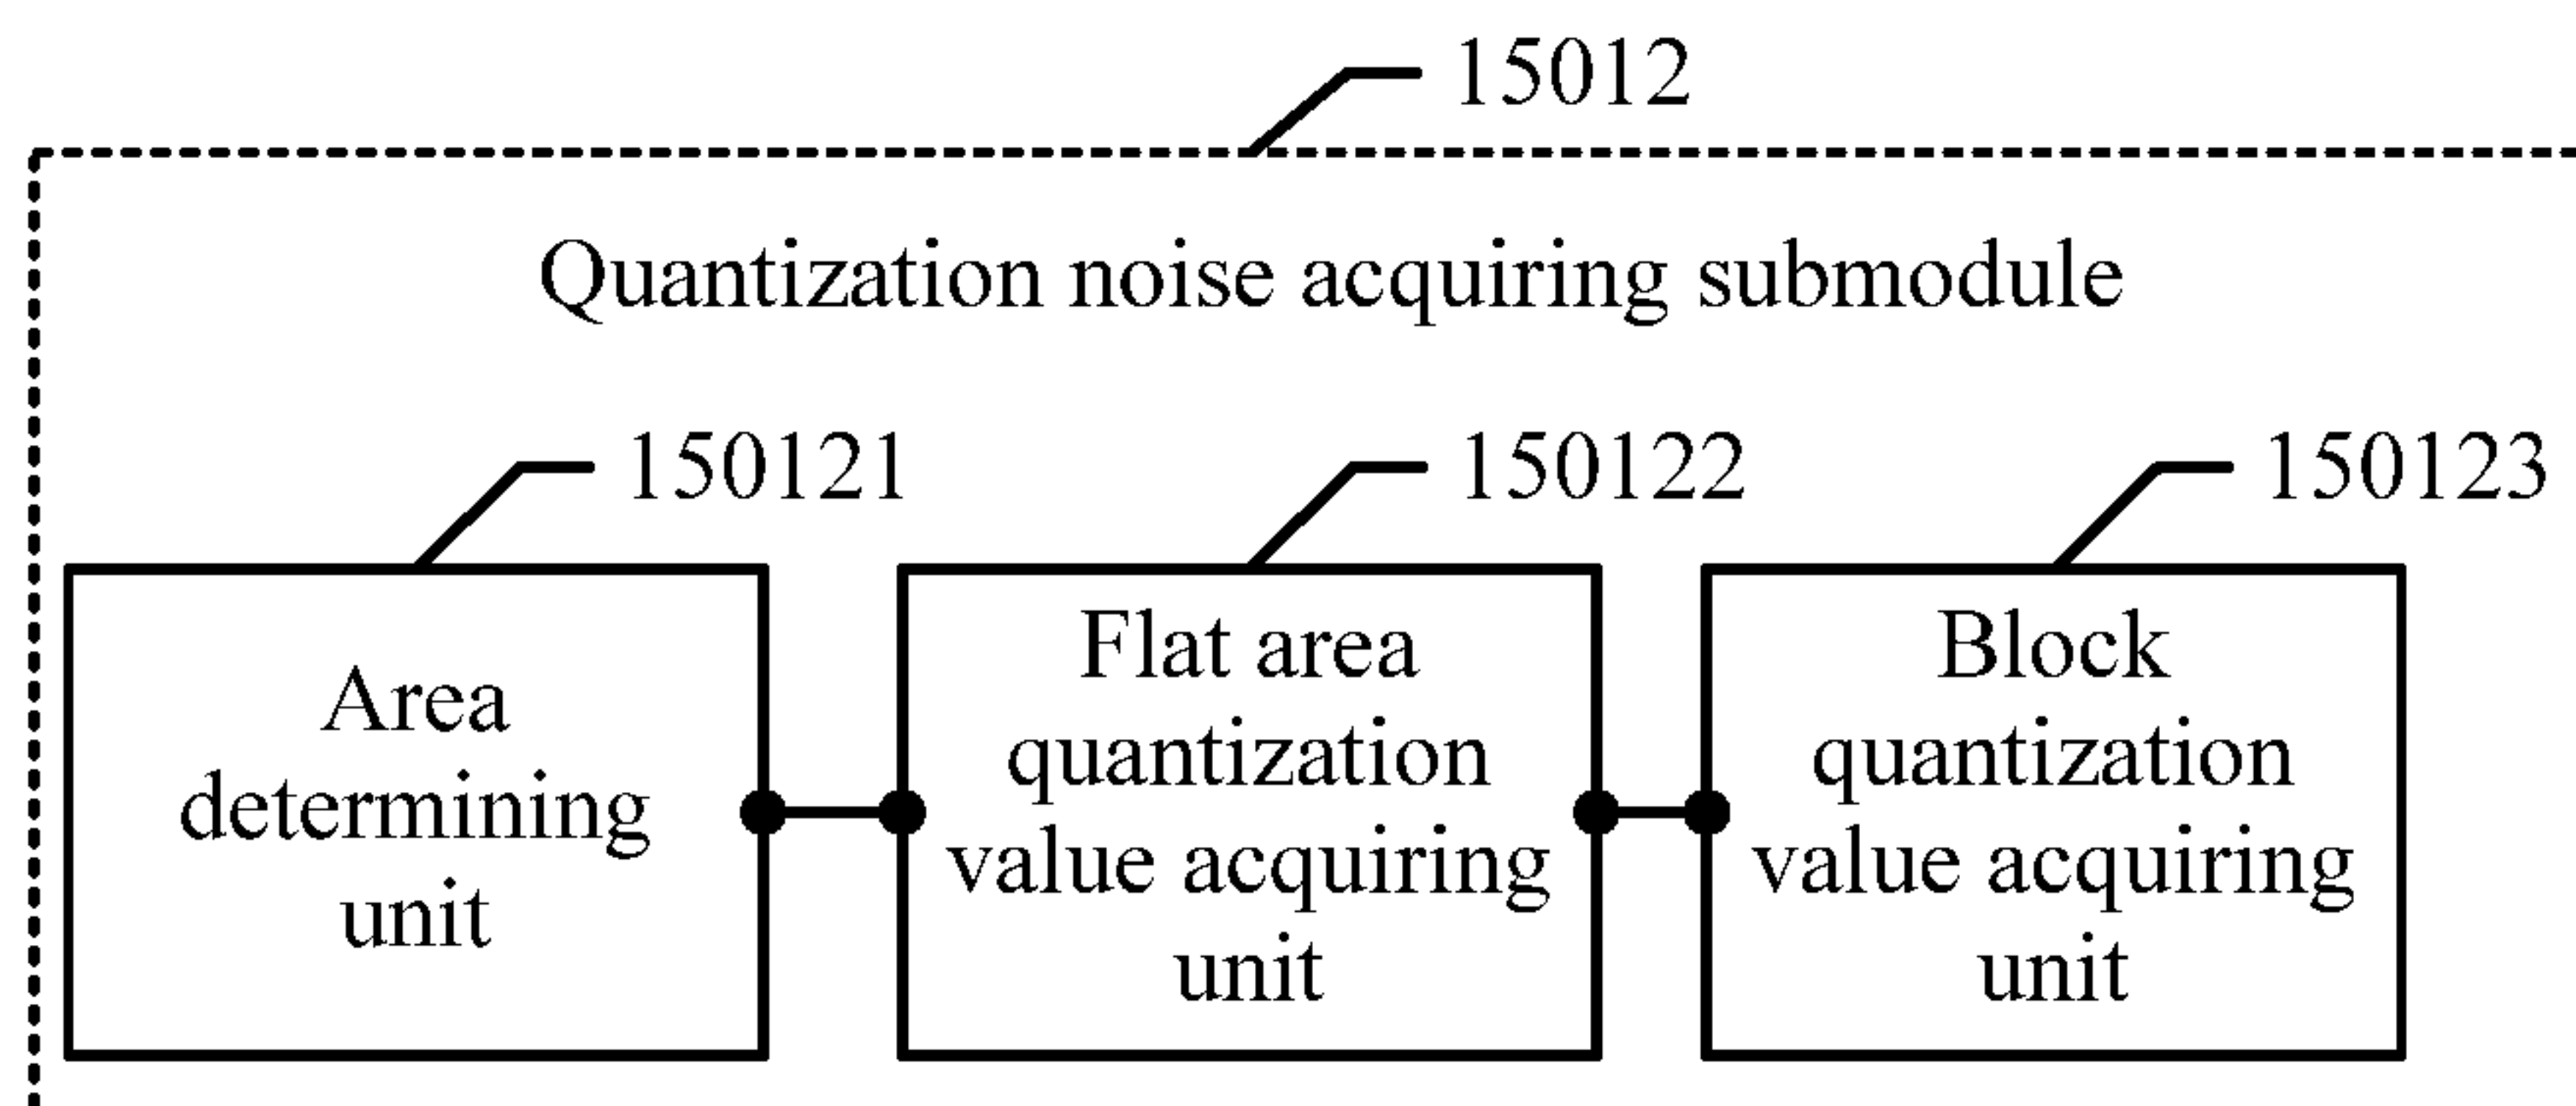 15012
Quantization noise acquiring submodule
150121
150122
150123
Area
determining
unit
Flat area
quantization
value acquiring
unit
Block
quantization
value acquiring
unit